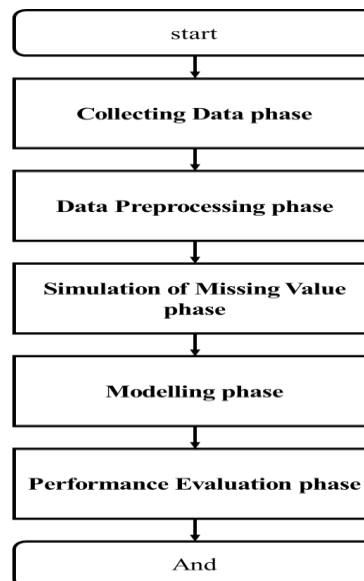 start
Collecting Data phase
Data Preprocessing phase
Simulation of Missing Value
phase
Modelling phase
Performance Evaluation phase
And